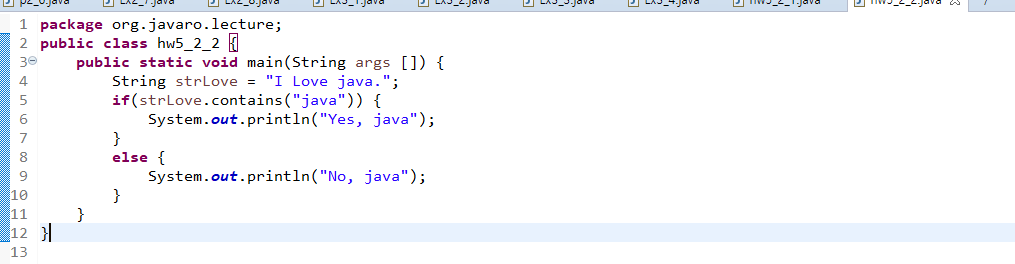 p2_6.java Ex2_7.java Ex2_8.java Ex3_1.java Ex3_2.java Ex3_3.java Ex3_4.java hw5_2_1.java hw5_2_2.java
1 package org.javaro.lecture;
2 public class hw5_2_2 {
3 public static void main(String args []) {
4 String strLove = "I Love java.";
5 if(strLove.contains("java")) {
6 System.out.println("Yes, java");
7 }
8 else {
9 System.out.println("No, java");
10 }
11 }
12 }
13